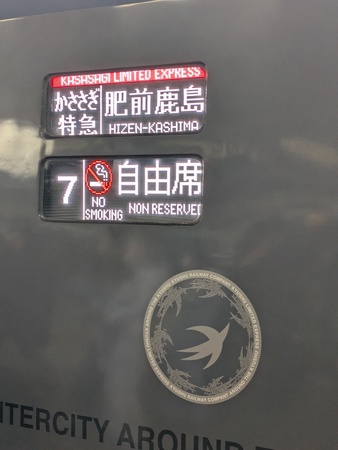 KASASAGI LIMITED EXPRESS
かささぎ 肥前鹿島
特急 HIZEN-KASHIMA
7 自由席
NO SMOKING NON RESERVED
NTERCITY AROUND